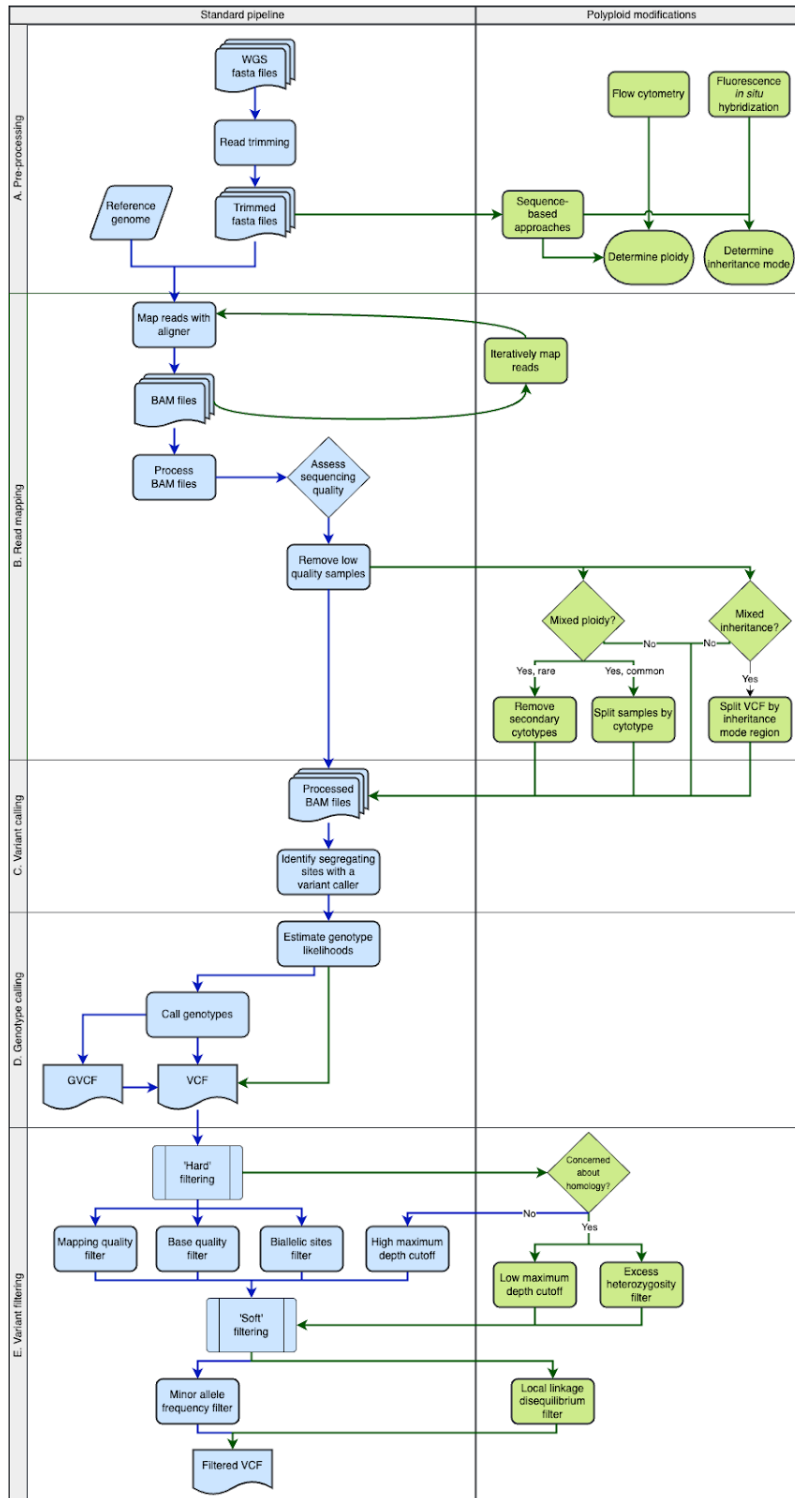 Standard pipeline
Polyploid modifications
A. Pre-processing
WGS
fasta files
Read trimming
Reference
genome
Trimmed
fasta files
Flow cytometry
Fluorescence
in situ
hybridization
Sequence-
based
approaches
Determine ploidy
Determine
inheritance mode
B. Read mapping
Map reads with
aligner
Iteratively map
reads
BAM files
Process
BAM files
Assess
sequencing
quality
Remove low
quality samples
Mixed ploidy?
Mixed
inheritance?
No
No
Yes, rare
Yes, common
Yes
Remove
secondary
cytotypes
Split samples by
cytotype
Split VCF by
inheritance
mode region
C. Variant calling
Processed
BAM files
Identify segregating
sites with a
variant caller
D. Genotype calling
Estimate genotype
likelihoods
Call genotypes
GVCF
VCF
E. Variant filtering
'Hard'
filtering
Concerned
about
homology?
No
Yes
Mapping quality
filter
Base quality
filter
Biallelic sites
filter
High maximum
depth cutoff
Low maximum
depth cutoff
Excess
heterozygosity
filter
'Soft'
filtering
Minor allele
frequency filter
Local linkage
disequilibrium
filter
Filtered VCF